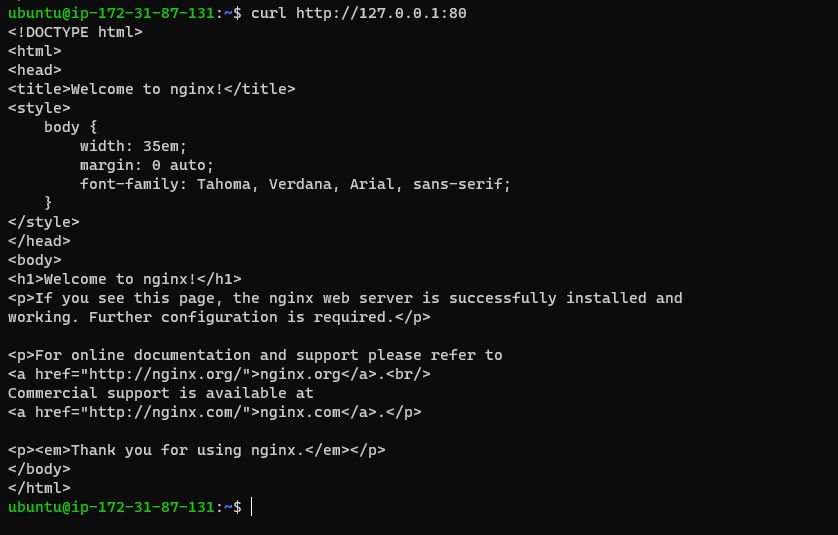 ubuntu@ip-172-31-87-131:~$ curl http://127.0.0.1:80
<!DOCTYPE html>
<html>
<head>
<title>Welcome to nginx!</title>
<style>
    body {
        width: 35em;
        margin: 0 auto;
        font-family: Tahoma, Verdana, Arial, sans-serif;
    }
</style>
</head>
<body>
<h1>Welcome to nginx!</h1>
<p>If you see this page, the nginx web server is successfully installed and
working. Further configuration is required.</p>

<p>For online documentation and support please refer to
<a href="http://nginx.org/">nginx.org</a>.<br/>
Commercial support is available at
<a href="http://nginx.com/">nginx.com</a>.</p>

<p><em>Thank you for using nginx.</em></p>
</body>
</html>
ubuntu@ip-172-31-87-131:~$